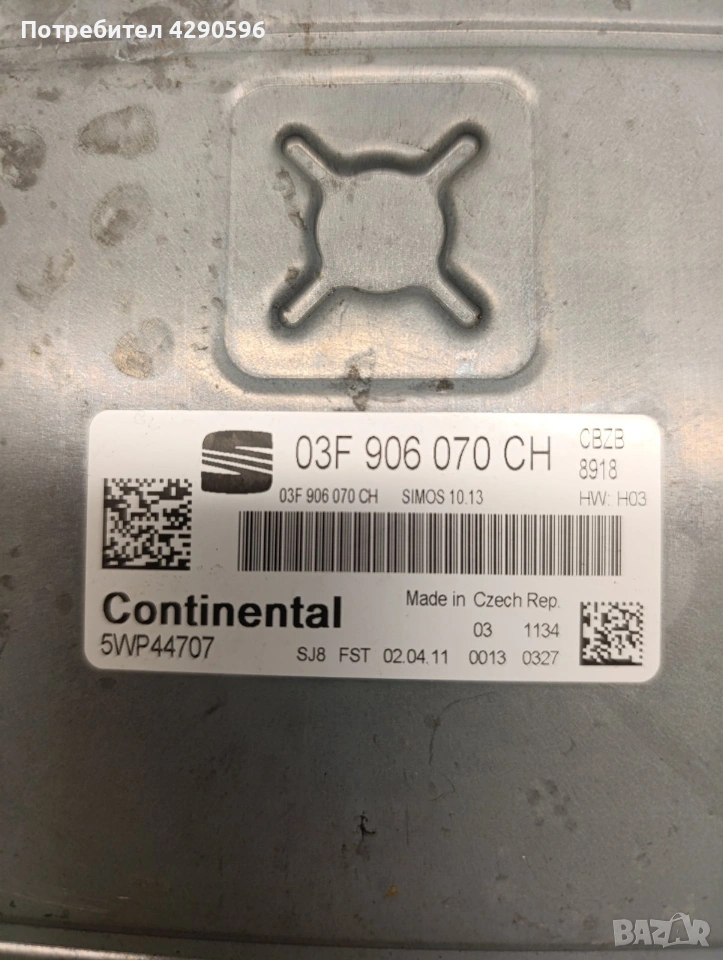 Потребител 4290596
03F 906 070 CH
CBZB
8918
03F 906 070 CH SIMOS 10.13
HW: H03
Continental
Made in Czech Rep.
5WP44707
03 1134
SJ8 FST 02.04.11 0013 0327
BAZAR